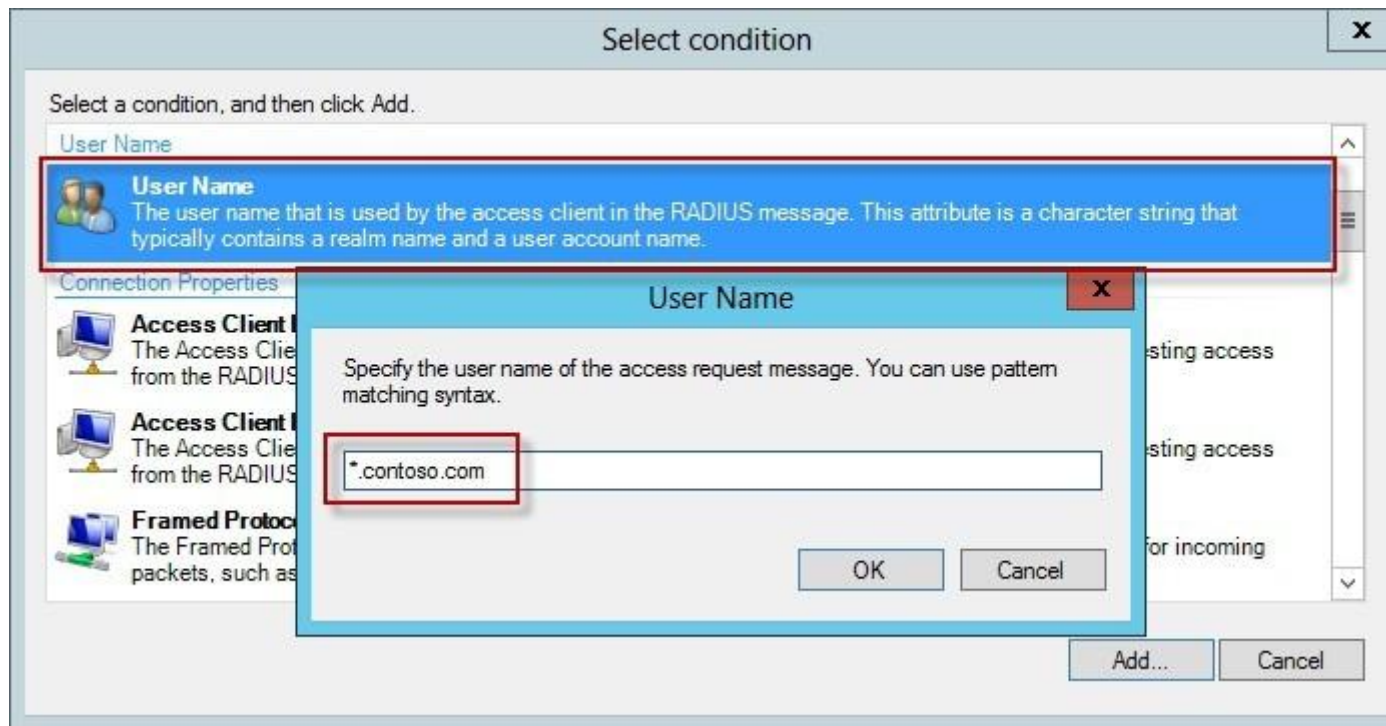 Select condition
x
Select a condition, and then click Add.
User Name
User Name
The user name that is used by the access client in the RADIUS message. This attribute is a character string that
typically contains a realm name and a user account name.
Connection Properties
Access Client
The Access Clie
esting access
from the RADIUS
Access Client
The Access Clie
esting access
from the RADIUS
Framed Protoco
The Framed Prot
for incoming
packets, such as
User Name
x
Specify the user name of the access request message. You can use pattern
matching syntax.
*.contoso.com
OK Cancel
Add... Cancel